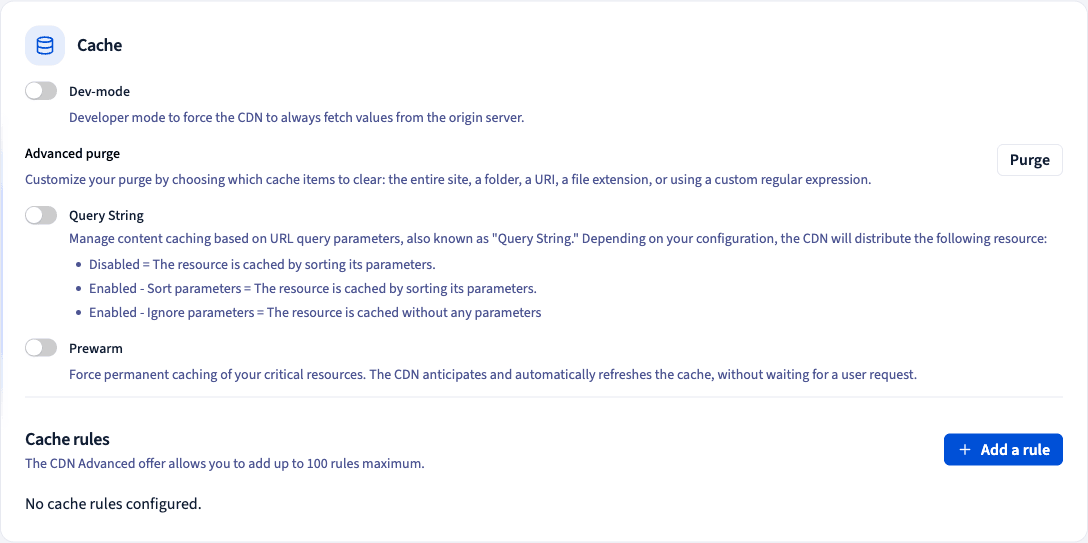 Cache
Dev-mode
Developer mode to force the CDN to always fetch values from the origin server.
Advanced purge
Purge
Customize your purge by choosing which cache items to clear: the entire site, a folder, a URI, a file extension, or using a custom regular expression.
Query String
Manage content caching based on URL query parameters, also known as "Query String." Depending on your configuration, the CDN will distribute the following resource:
• Disabled = The resource is cached by sorting its parameters.
• Enabled - Sort parameters = The resource is cached by sorting its parameters.
• Enabled - Ignore parameters = The resource is cached without any parameters
Prewarm
Force permanent caching of your critical resources. The CDN anticipates and automatically refreshes the cache, without waiting for a user request.
Cache rules
The CDN Advanced offer allows you to add up to 100 rules maximum.
+ Add a rule
No cache rules configured.